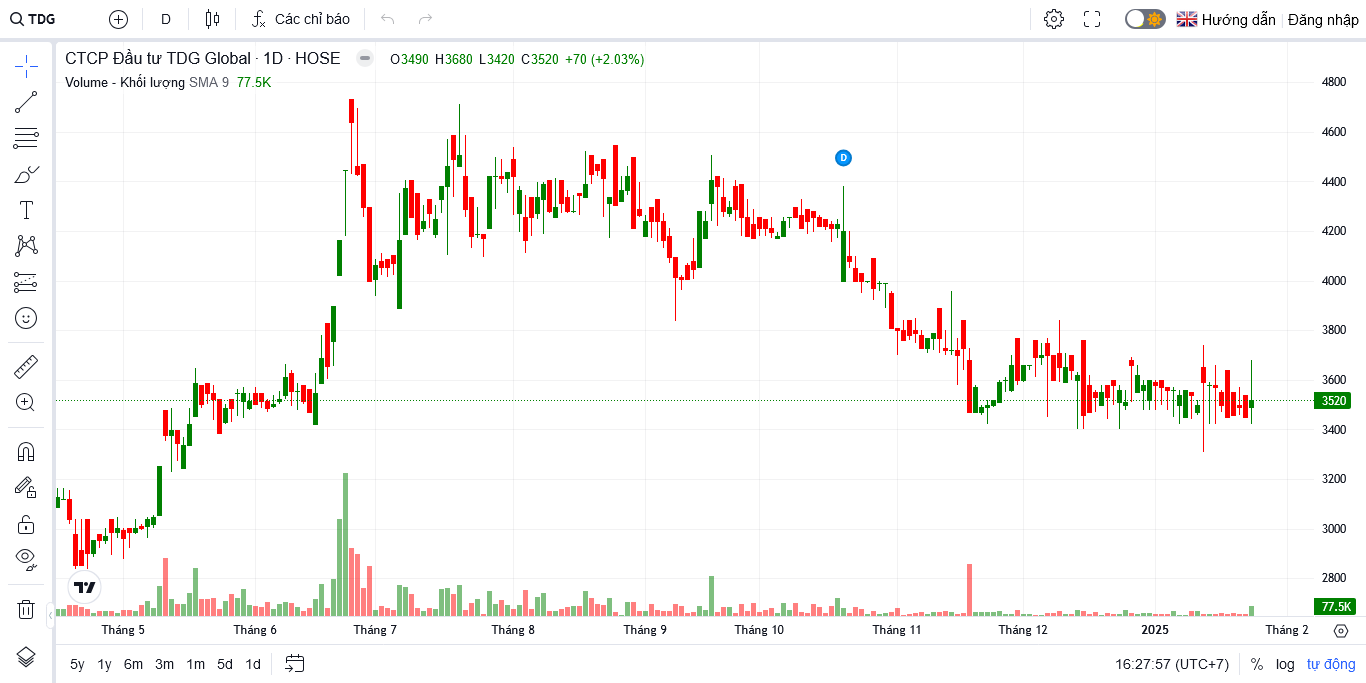 TDG D Các chỉ báo Hướng dẫn Đăng nhập
CTCP Đầu tư TDG Global · 1D · HOSE O3490 H3680 L3420 C3520 +70 (+2.03%)
Volume - Khối lượng SMA 9 77.5K
4800
4600
D
4400
4200
4000
3800
3600
3520
3400
3200
3000
2800
77.5K
Tháng 5 Tháng 6 Tháng 7 Tháng 8 Tháng 9 Tháng 10 Tháng 11 Tháng 12 2025 Tháng 2
5y 1y 6m 3m 1m 5d 1d 16:27:57 (UTC+7) % log tự động